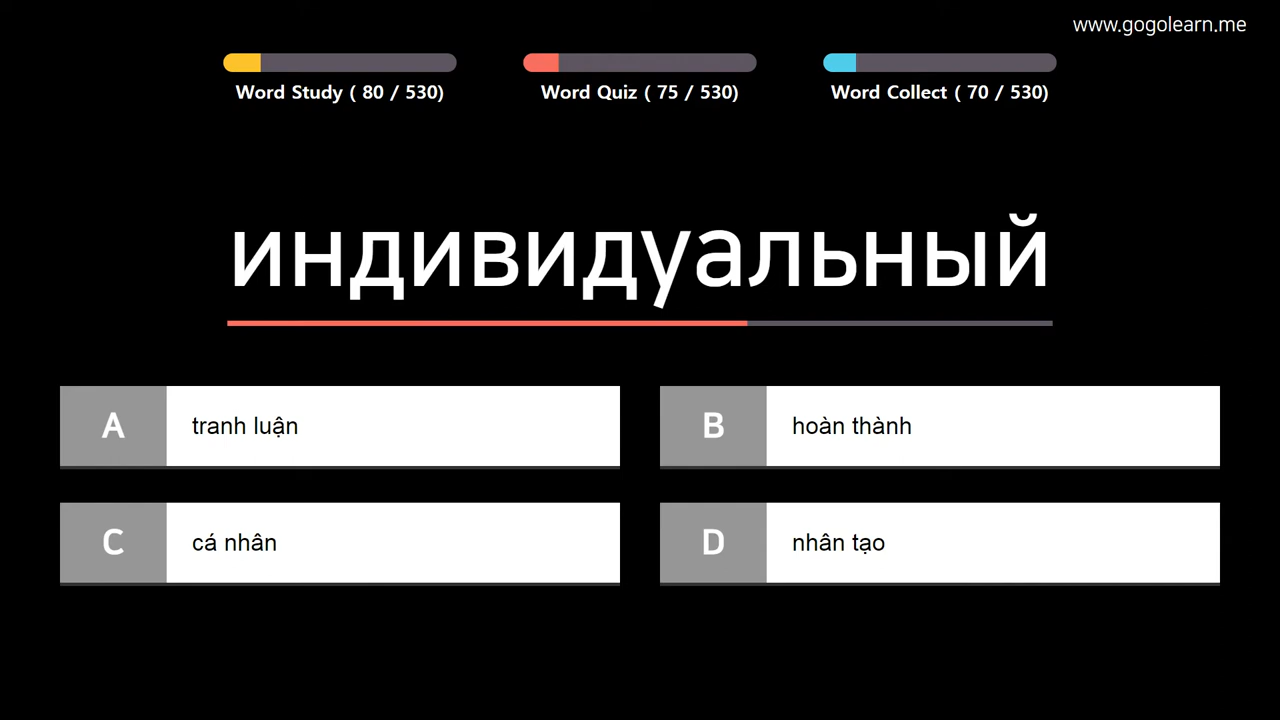 www.gogolearn.me
Word Study ( 80 / 530)
Word Quiz ( 75 / 530)
Word Collect ( 70 / 530)
индивидуальный
A tranh luận
B hoàn thành
C cá nhân
D nhân tạo